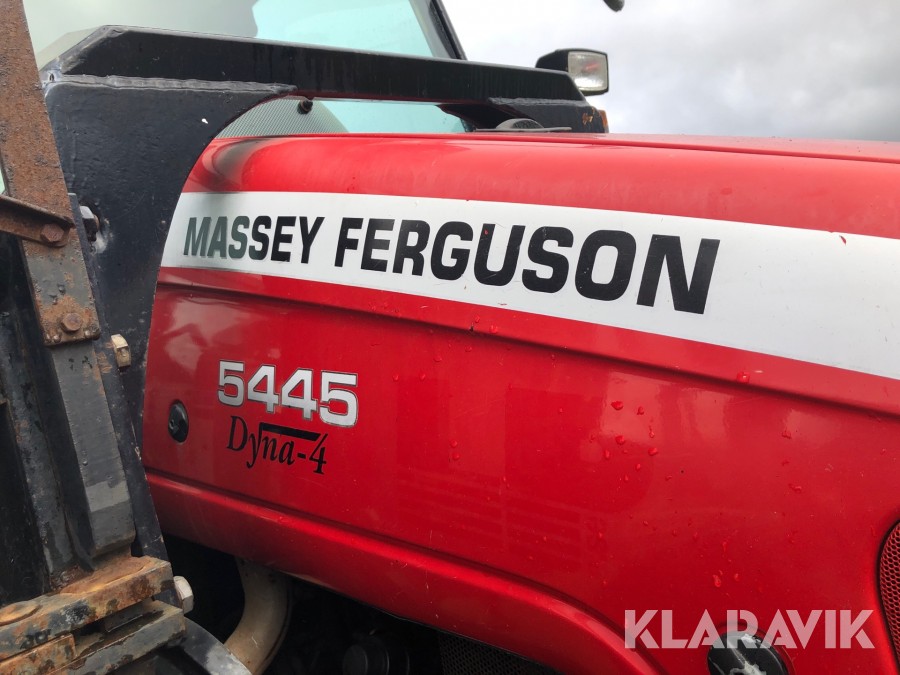 MASSEY FERGUSON
5445
Dyna-4
KLARAVIK